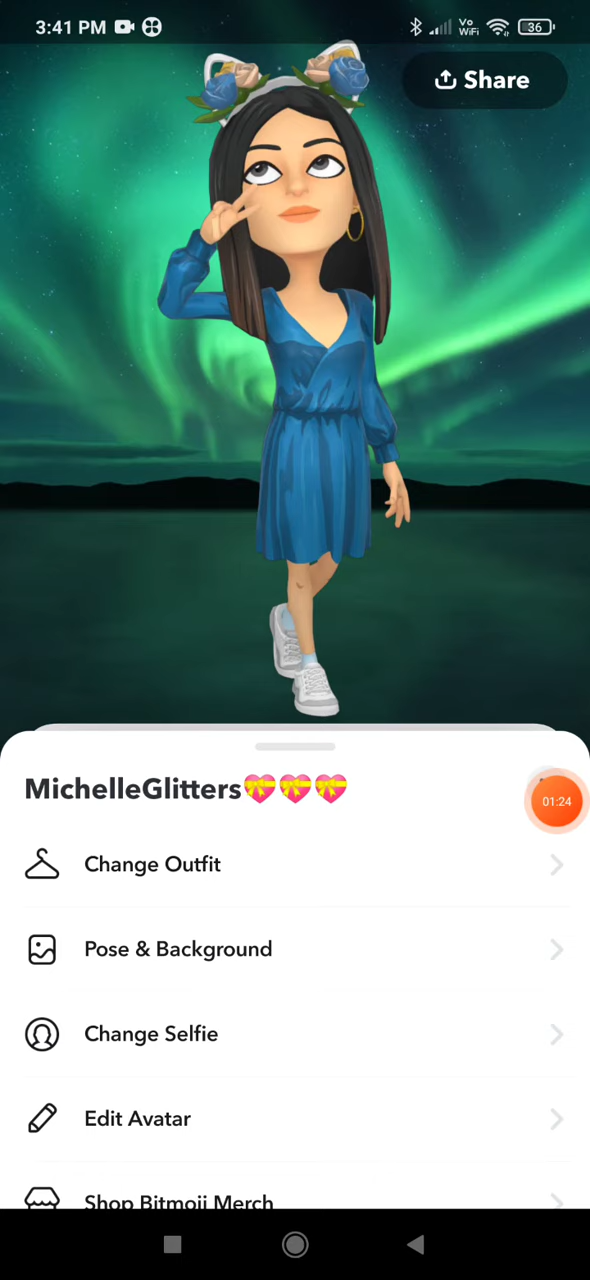 3:41 PM Vo WiFi 36
Share
MichelleGlitters💝💝💝
01:24
Change Outfit
Pose & Background
Change Selfie
Edit Avatar
Shop Bitmoji Merch